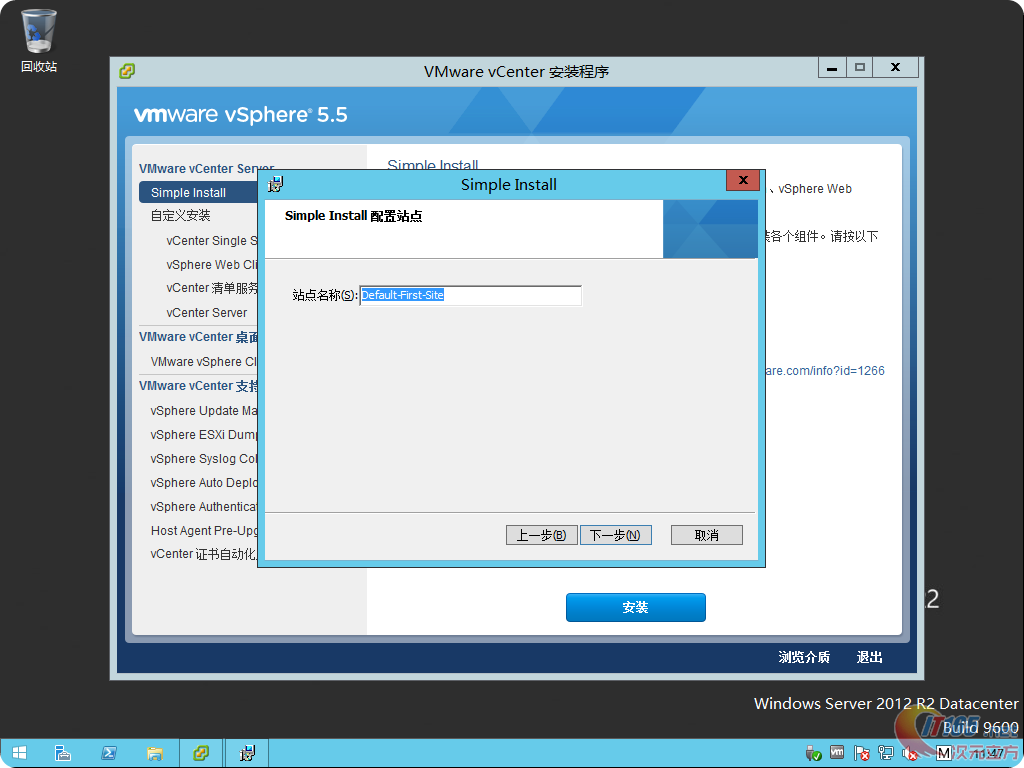 回收站
VMware vCenter 安装程序
vmware vSphere® 5.5
VMware vCenter Server
Simple Install
自定义安装
vCenter Single S
vSphere Web Cli
vCenter 清单服务
vCenter Server
VMware vCenter 桌面
VMware vSphere Cl
VMware vCenter 支持
vSphere Update Ma
vSphere ESXi Dump
vSphere Syslog Col
vSphere Auto Deplo
vSphere Authenticat
Host Agent Pre-Upg
vCenter 证书自动化
Simple Install
、vSphere Web
装各个组件。请按以下
are.com/info?id=1266
Simple Install
Simple Install 配置站点
站点名称(S):
Default-First-Site
上一步(B)
下一步(N)
取消
安装
浏览介质
退出
R2
Windows Server 2012 R2 Datacenter
Build 9600
IT168
M
11:47